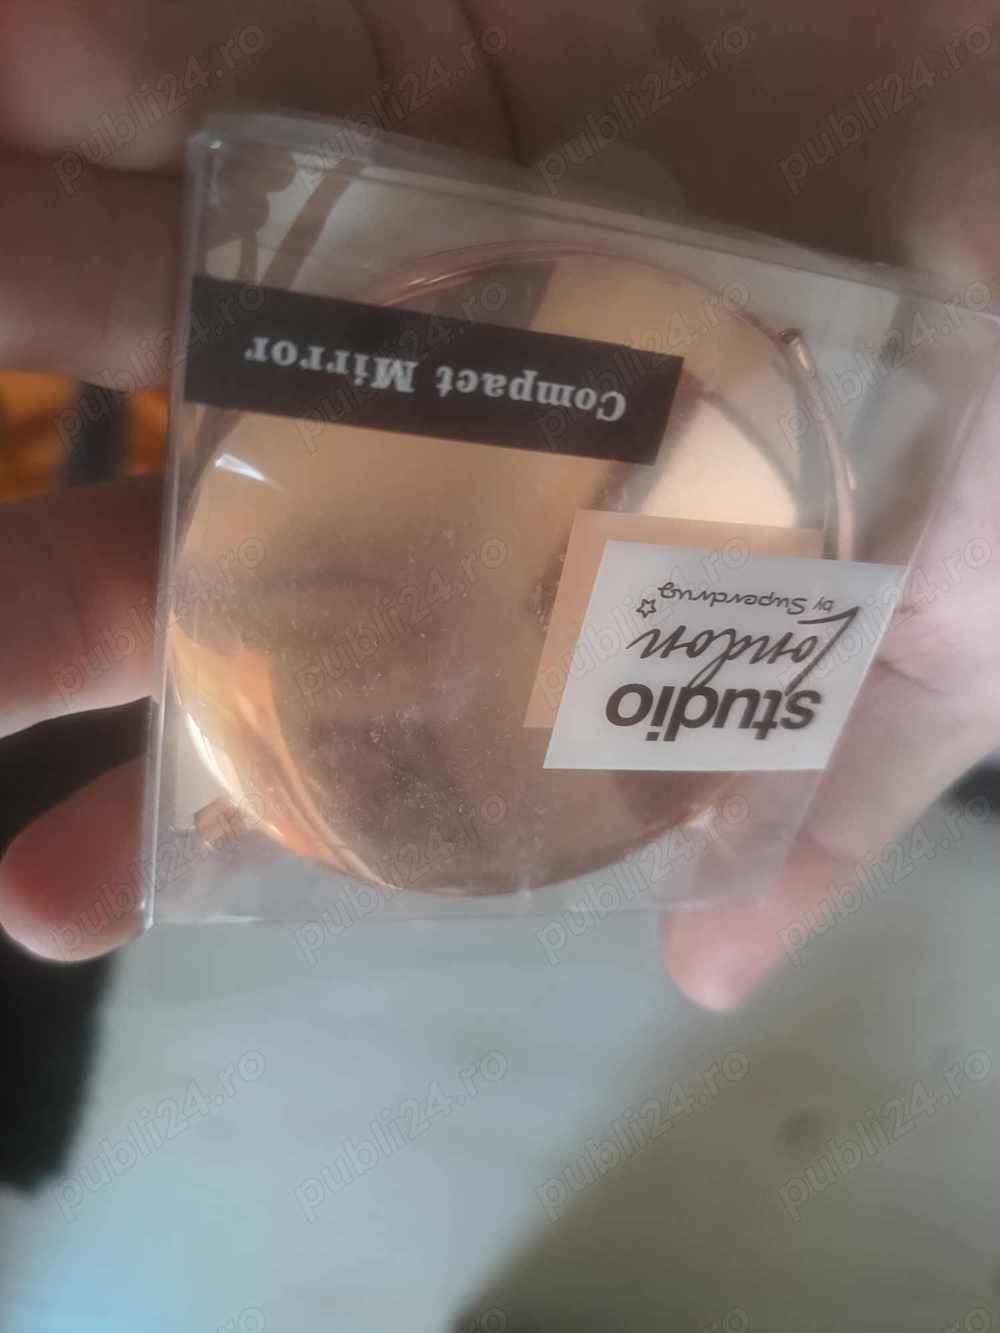 studio
London
by Superdrug
Compact Mirror
publi24.ro